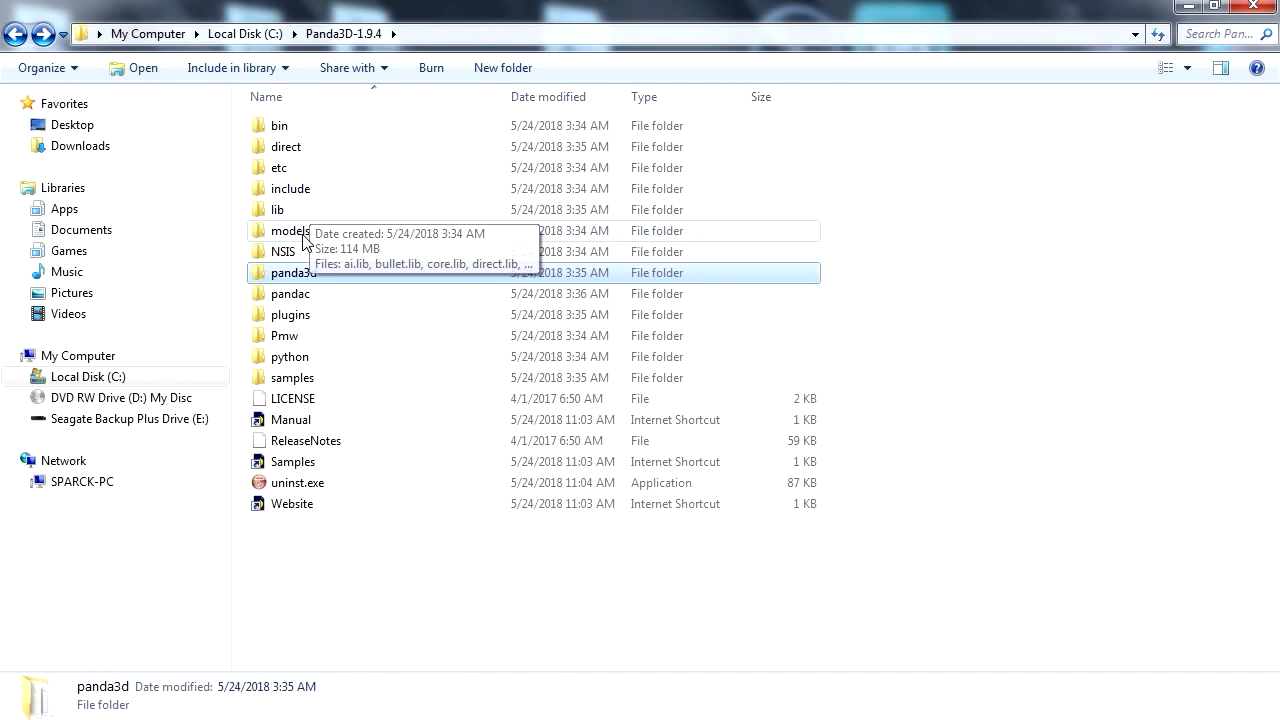 My Computer Local Disk (C:) Panda3D-1.9.4 Search Pan...
Organize Open Include in library Share with Burn New folder
Name Date modified Type Size
Favorites
Desktop
Downloads
Libraries
Apps
Documents
Games
Music
Pictures
Videos
My Computer
Local Disk (C:)
DVD RW Drive (D:) My Disc
Seagate Backup Plus Drive (E:)
Network
SPARCK-PC
bin 5/24/2018 3:34 AM File folder
direct 5/24/2018 3:35 AM File folder
etc 5/24/2018 3:34 AM File folder
include 5/24/2018 3:34 AM File folder
lib 5/24/2018 3:35 AM File folder
models 3:34 AM File folder
Date created: 5/24/2018 3:34 AM
Size: 114 MB
Files: ai.lib, bullet.lib, core.lib, direct.lib, ...
NSIS 3:34 AM File folder
panda3d 5/24/2018 3:35 AM File folder
pandac 5/24/2018 3:36 AM File folder
plugins 5/24/2018 3:35 AM File folder
Pmw 5/24/2018 3:34 AM File folder
python 5/24/2018 3:34 AM File folder
samples 5/24/2018 3:35 AM File folder
LICENSE 4/1/2017 6:50 AM File 2 KB
Manual 5/24/2018 11:03 AM Internet Shortcut 1 KB
ReleaseNotes 4/1/2017 6:50 AM File 59 KB
Samples 5/24/2018 11:03 AM Internet Shortcut 1 KB
uninst.exe 5/24/2018 11:04 AM Application 87 KB
Website 5/24/2018 11:03 AM Internet Shortcut 1 KB
panda3d Date modified: 5/24/2018 3:35 AM
File folder